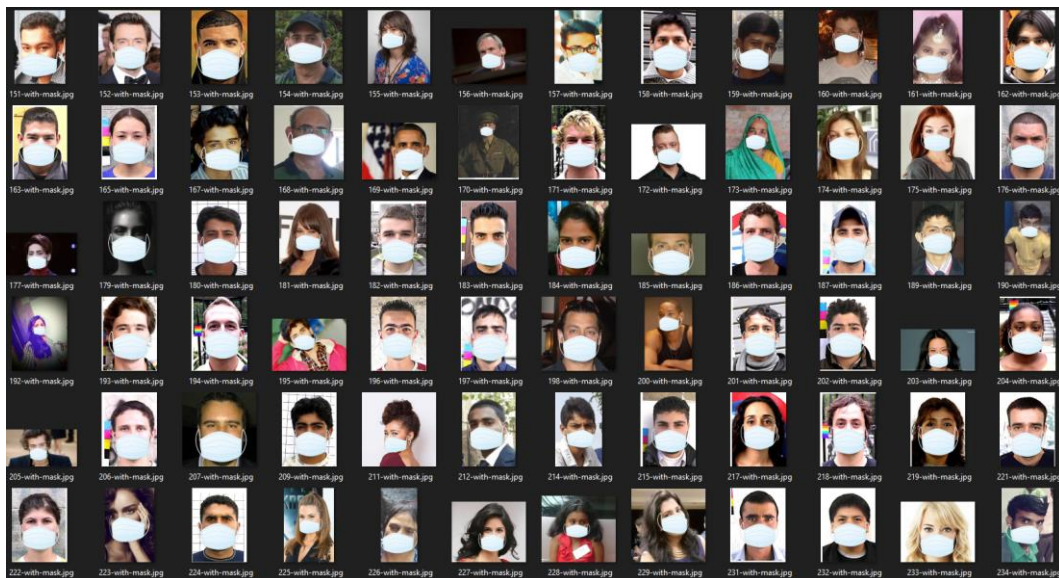 151-with-mask.jpg 152-with-mask.jpg 153-with-mask.jpg 154-with-mask.jpg 155-with-mask.jpg 156-with-mask.jpg 157-with-mask.jpg 158-with-mask.jpg 159-with-mask.jpg 160-with-mask.jpg 161-with-mask.jpg 162-with-mask.jpg
163-with-mask.jpg 165-with-mask.jpg 167-with-mask.jpg 168-with-mask.jpg 169-with-mask.jpg 170-with-mask.jpg 171-with-mask.jpg 172-with-mask.jpg 173-with-mask.jpg 174-with-mask.jpg 175-with-mask.jpg 176-with-mask.jpg
177-with-mask.jpg 179-with-mask.jpg 180-with-mask.jpg 181-with-mask.jpg 182-with-mask.jpg 183-with-mask.jpg 184-with-mask.jpg 185-with-mask.jpg 186-with-mask.jpg 187-with-mask.jpg 189-with-mask.jpg 190-with-mask.jpg
192-with-mask.jpg 193-with-mask.jpg 194-with-mask.jpg 195-with-mask.jpg 196-with-mask.jpg 197-with-mask.jpg 198-with-mask.jpg 200-with-mask.jpg 201-with-mask.jpg 202-with-mask.jpg 203-with-mask.jpg 204-with-mask.jpg
205-with-mask.jpg 206-with-mask.jpg 207-with-mask.jpg 209-with-mask.jpg 211-with-mask.jpg 212-with-mask.jpg 214-with-mask.jpg 215-with-mask.jpg 217-with-mask.jpg 218-with-mask.jpg 219-with-mask.jpg 221-with-mask.jpg
222-with-mask.jpg 223-with-mask.jpg 224-with-mask.jpg 225-with-mask.jpg 226-with-mask.jpg 227-with-mask.jpg 228-with-mask.jpg 229-with-mask.jpg 231-with-mask.jpg 232-with-mask.jpg 233-with-mask.jpg 234-with-mask.jpg